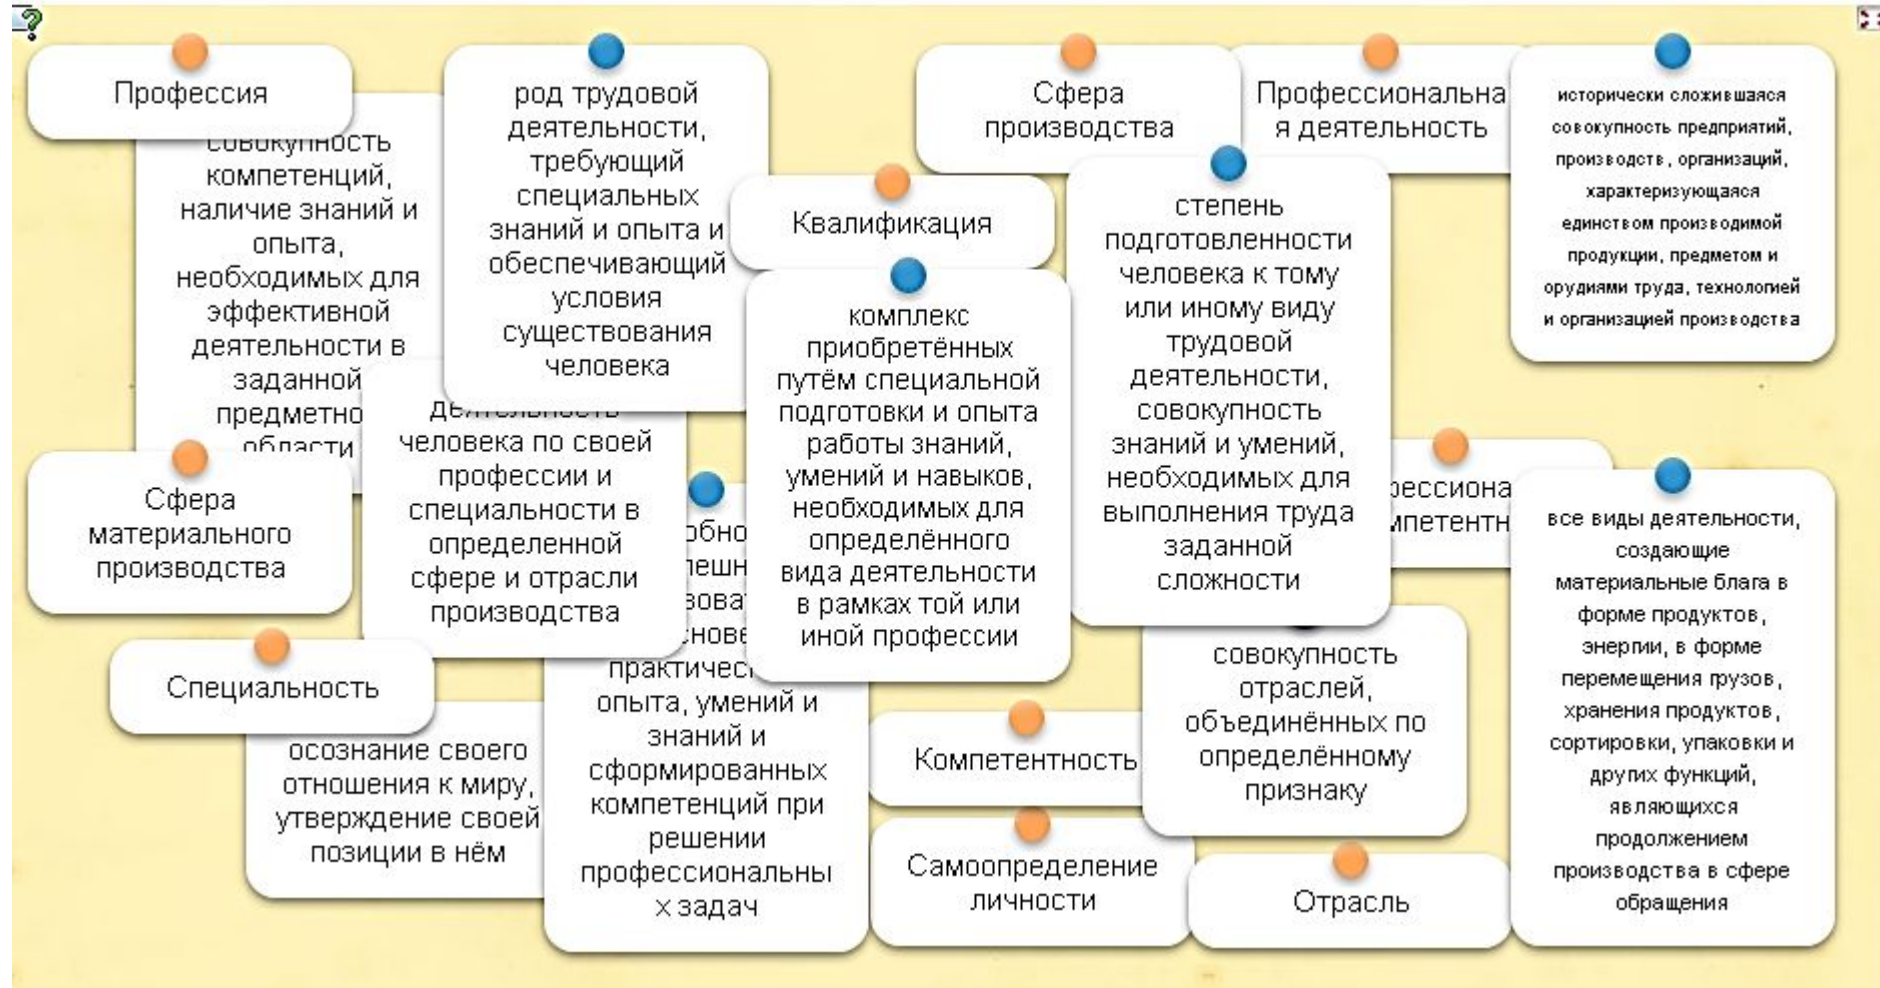 Профессия
совокупность
компетенций,
наличие знаний и
опыта,
необходимых для
эффективной
деятельности в
заданной
области
род трудовой
деятельности,
требующий
специальных
знаний и опыта и
обеспечивающий
условия
существования
человека
Сфера
производства
Профессиональна
я деятельность
исторически сложившаяся
совокупность предприятий,
производств, организаций,
характеризующаяся
единством производимой
продукции, предметом и
орудиями труда, технологией
и организацией производства
Квалификация
степень
подготовленности
человека к тому
или иному виду
трудовой
деятельности,
совокупность
знаний и умений,
необходимых для
выполнения труда
заданной
сложности
комплекс
приобретённых
путём специальной
подготовки и опыта
работы знаний,
умений и навыков,
необходимых для
определённого
вида деятельности
в рамках той или
иной профессии
Сфера
материального
производства
деятельность
человека по своей
профессии и
специальности в
определенной
сфере и отрасли
производства
все виды деятельности,
создающие
материальные блага в
форме продуктов,
энергии, в форме
перемещения грузов,
хранения продуктов,
сортировки, упаковки и
других функций,
являющихся
продолжением
производства в сфере
обращения
Специальность
осознание своего
отношения к миру,
утверждение своей
позиции в нём
опыта, умений и
знаний и
сформированных
компетенций при
решении
профессиональны
х задач
Компетентность
совокупность
отраслей,
объединённых по
определённому
признаку
Самоопределение
личности
Отрасль